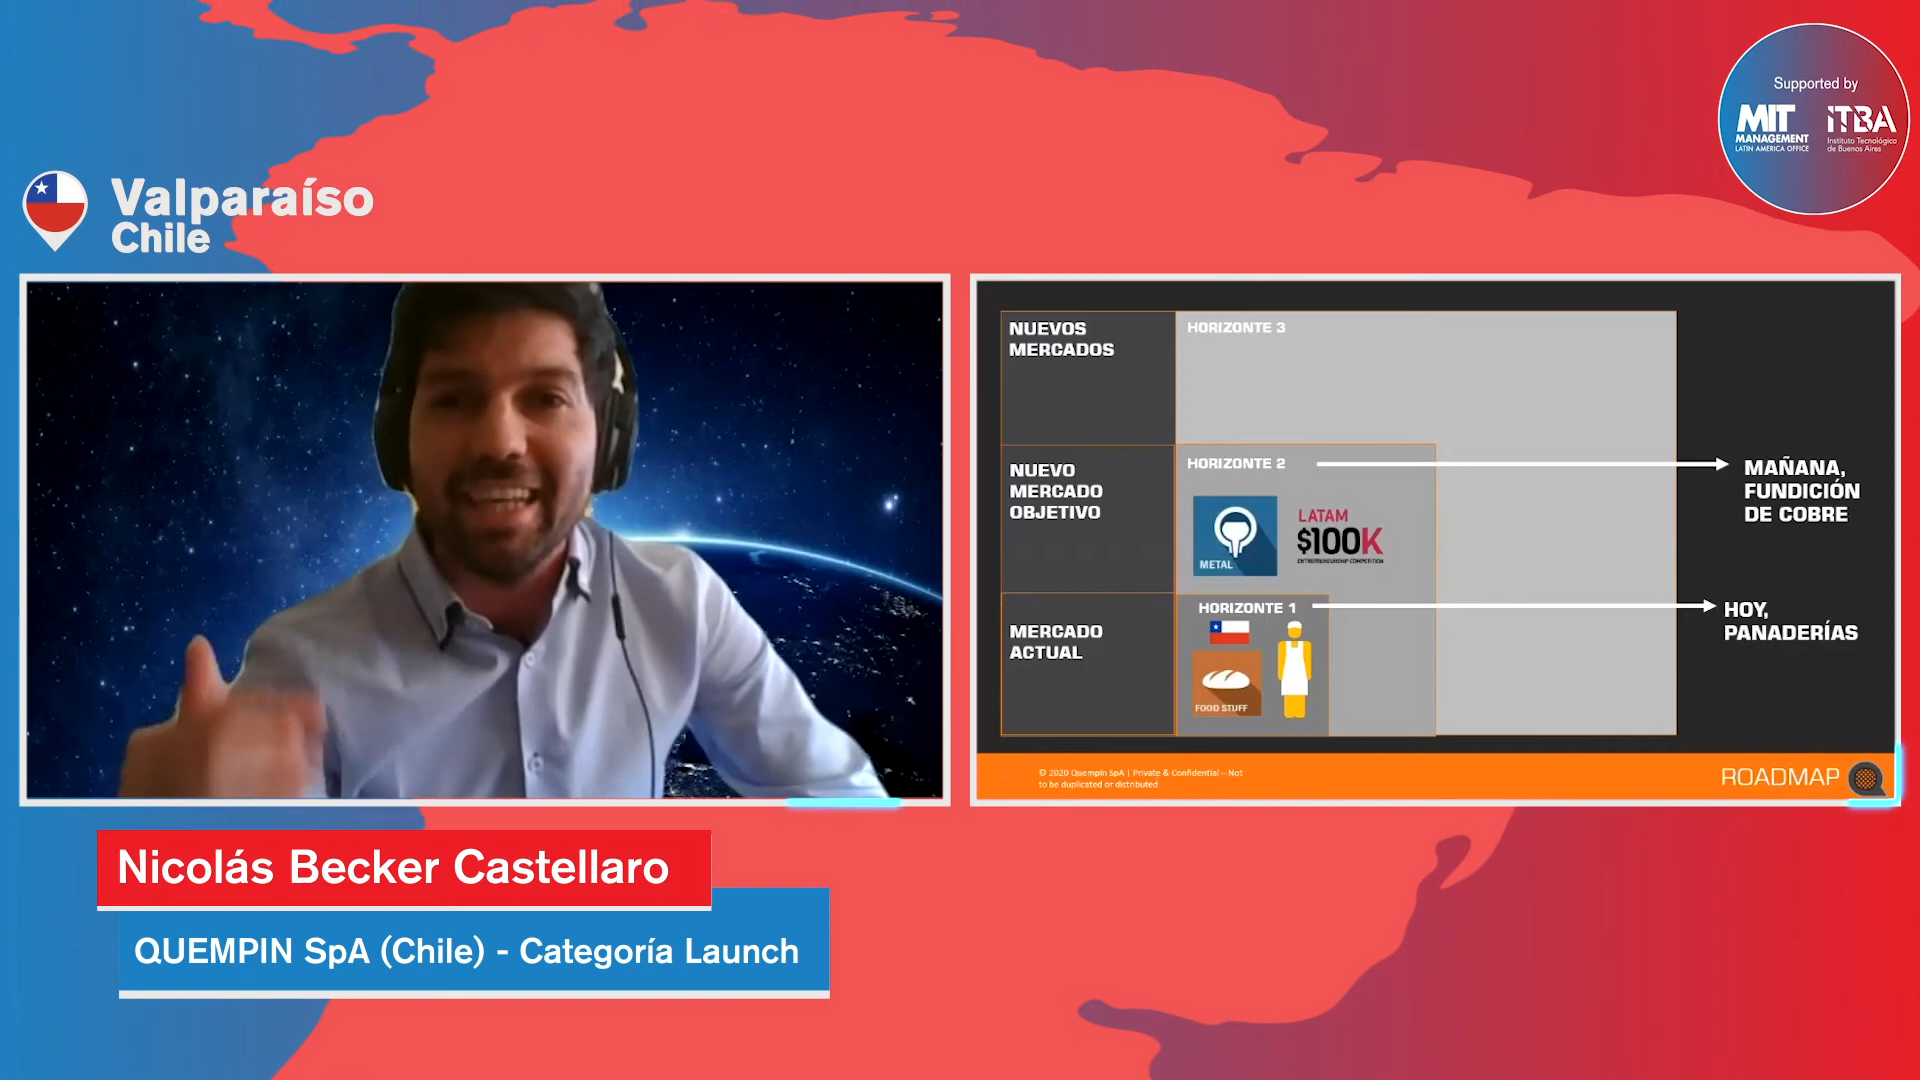 Supported by
MIT
MANAGEMENT
LATIN AMERICA OFFICE
iTBA
Instituto Tecnológico
de Buenos Aires
Valparaíso
Chile
NUEVOS
MERCADOS
HORIZONTE 3
NUEVO
MERCADO
OBJETIVO
HORIZONTE 2
METAL
LATAM
$100K
ENTREPRENEURSHIP COMPETITION
MAÑANA,
FUNDICIÓN
DE COBRE
MERCADO
ACTUAL
HORIZONTE 1
FOOD STUFF
HOY,
PANADERÍAS
© 2020 Quempin SpA | Private & Confidential – Not
to be duplicated or distributed
ROADMAP
Nicolás Becker Castellaro
QUEMPIN SpA (Chile) - Categoría Launch